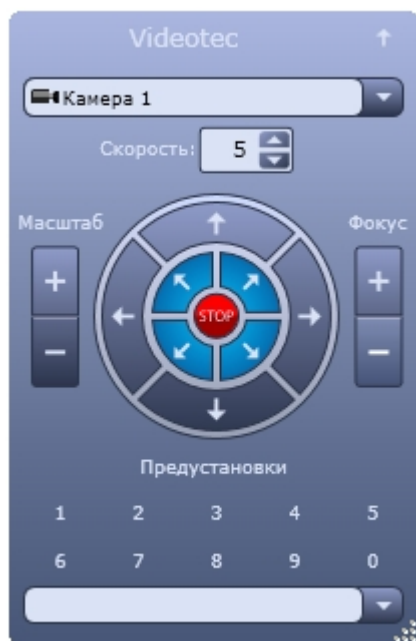 Videotec
Камера 1
Скорость: 5
Масштаб
Фокус
+ +
STOP
− −
Предустановки
1 2 3 4 5
6 7 8 9 0